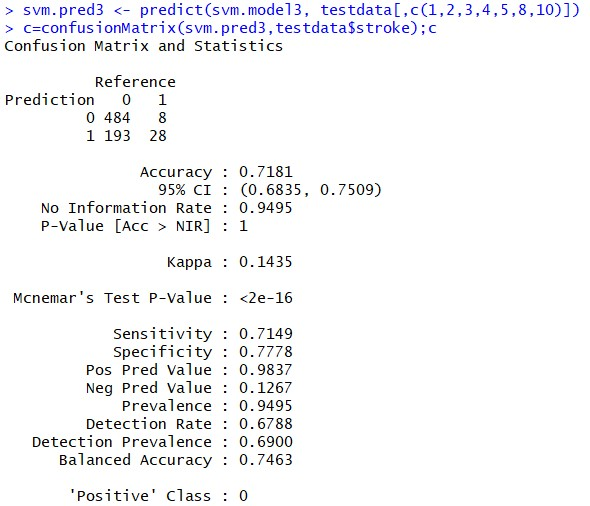 > svm.pred3 <- predict(svm.model3, testdata[,c(1,2,3,4,5,8,10)])
> c=confusionMatrix(svm.pred3,testdata$stroke);c
Confusion Matrix and Statistics
Reference
Prediction 0 1
0 484 8
1 193 28
Accuracy : 0.7181
95% CI : (0.6835, 0.7509)
No Information Rate : 0.9495
P-Value [Acc > NIR] : 1
Kappa : 0.1435
Mcnemar's Test P-Value : <2e-16
Sensitivity : 0.7149
Specificity : 0.7778
Pos Pred Value : 0.9837
Neg Pred Value : 0.1267
Prevalence : 0.9495
Detection Rate : 0.6788
Detection Prevalence : 0.6900
Balanced Accuracy : 0.7463
'Positive' Class : 0